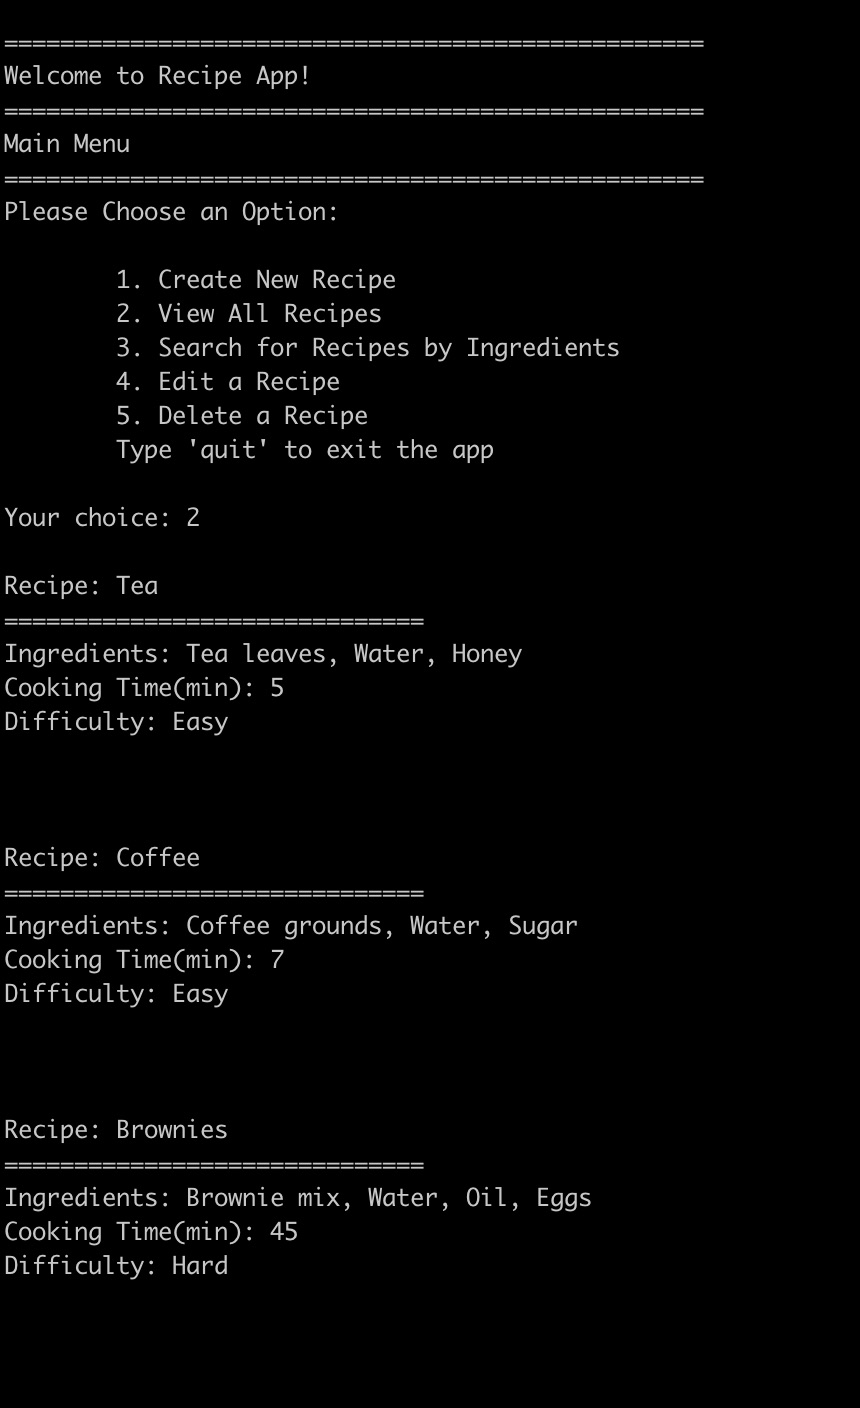 ==================================================
Welcome to Recipe App!
==================================================
Main Menu
==================================================
Please Choose an Option:

        1. Create New Recipe
        2. View All Recipes
        3. Search for Recipes by Ingredients
        4. Edit a Recipe
        5. Delete a Recipe
        Type 'quit' to exit the app

Your choice: 2

Recipe: Tea
==============================
Ingredients: Tea leaves, Water, Honey
Cooking Time(min): 5
Difficulty: Easy

Recipe: Coffee
==============================
Ingredients: Coffee grounds, Water, Sugar
Cooking Time(min): 7
Difficulty: Easy

Recipe: Brownies
==============================
Ingredients: Brownie mix, Water, Oil, Eggs
Cooking Time(min): 45
Difficulty: Hard